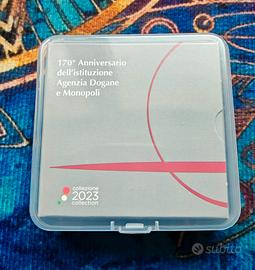 170° Anniversario
dell'istituzione
Agenzia Dogane
e Monopoli
collezione
2023
collection
subito